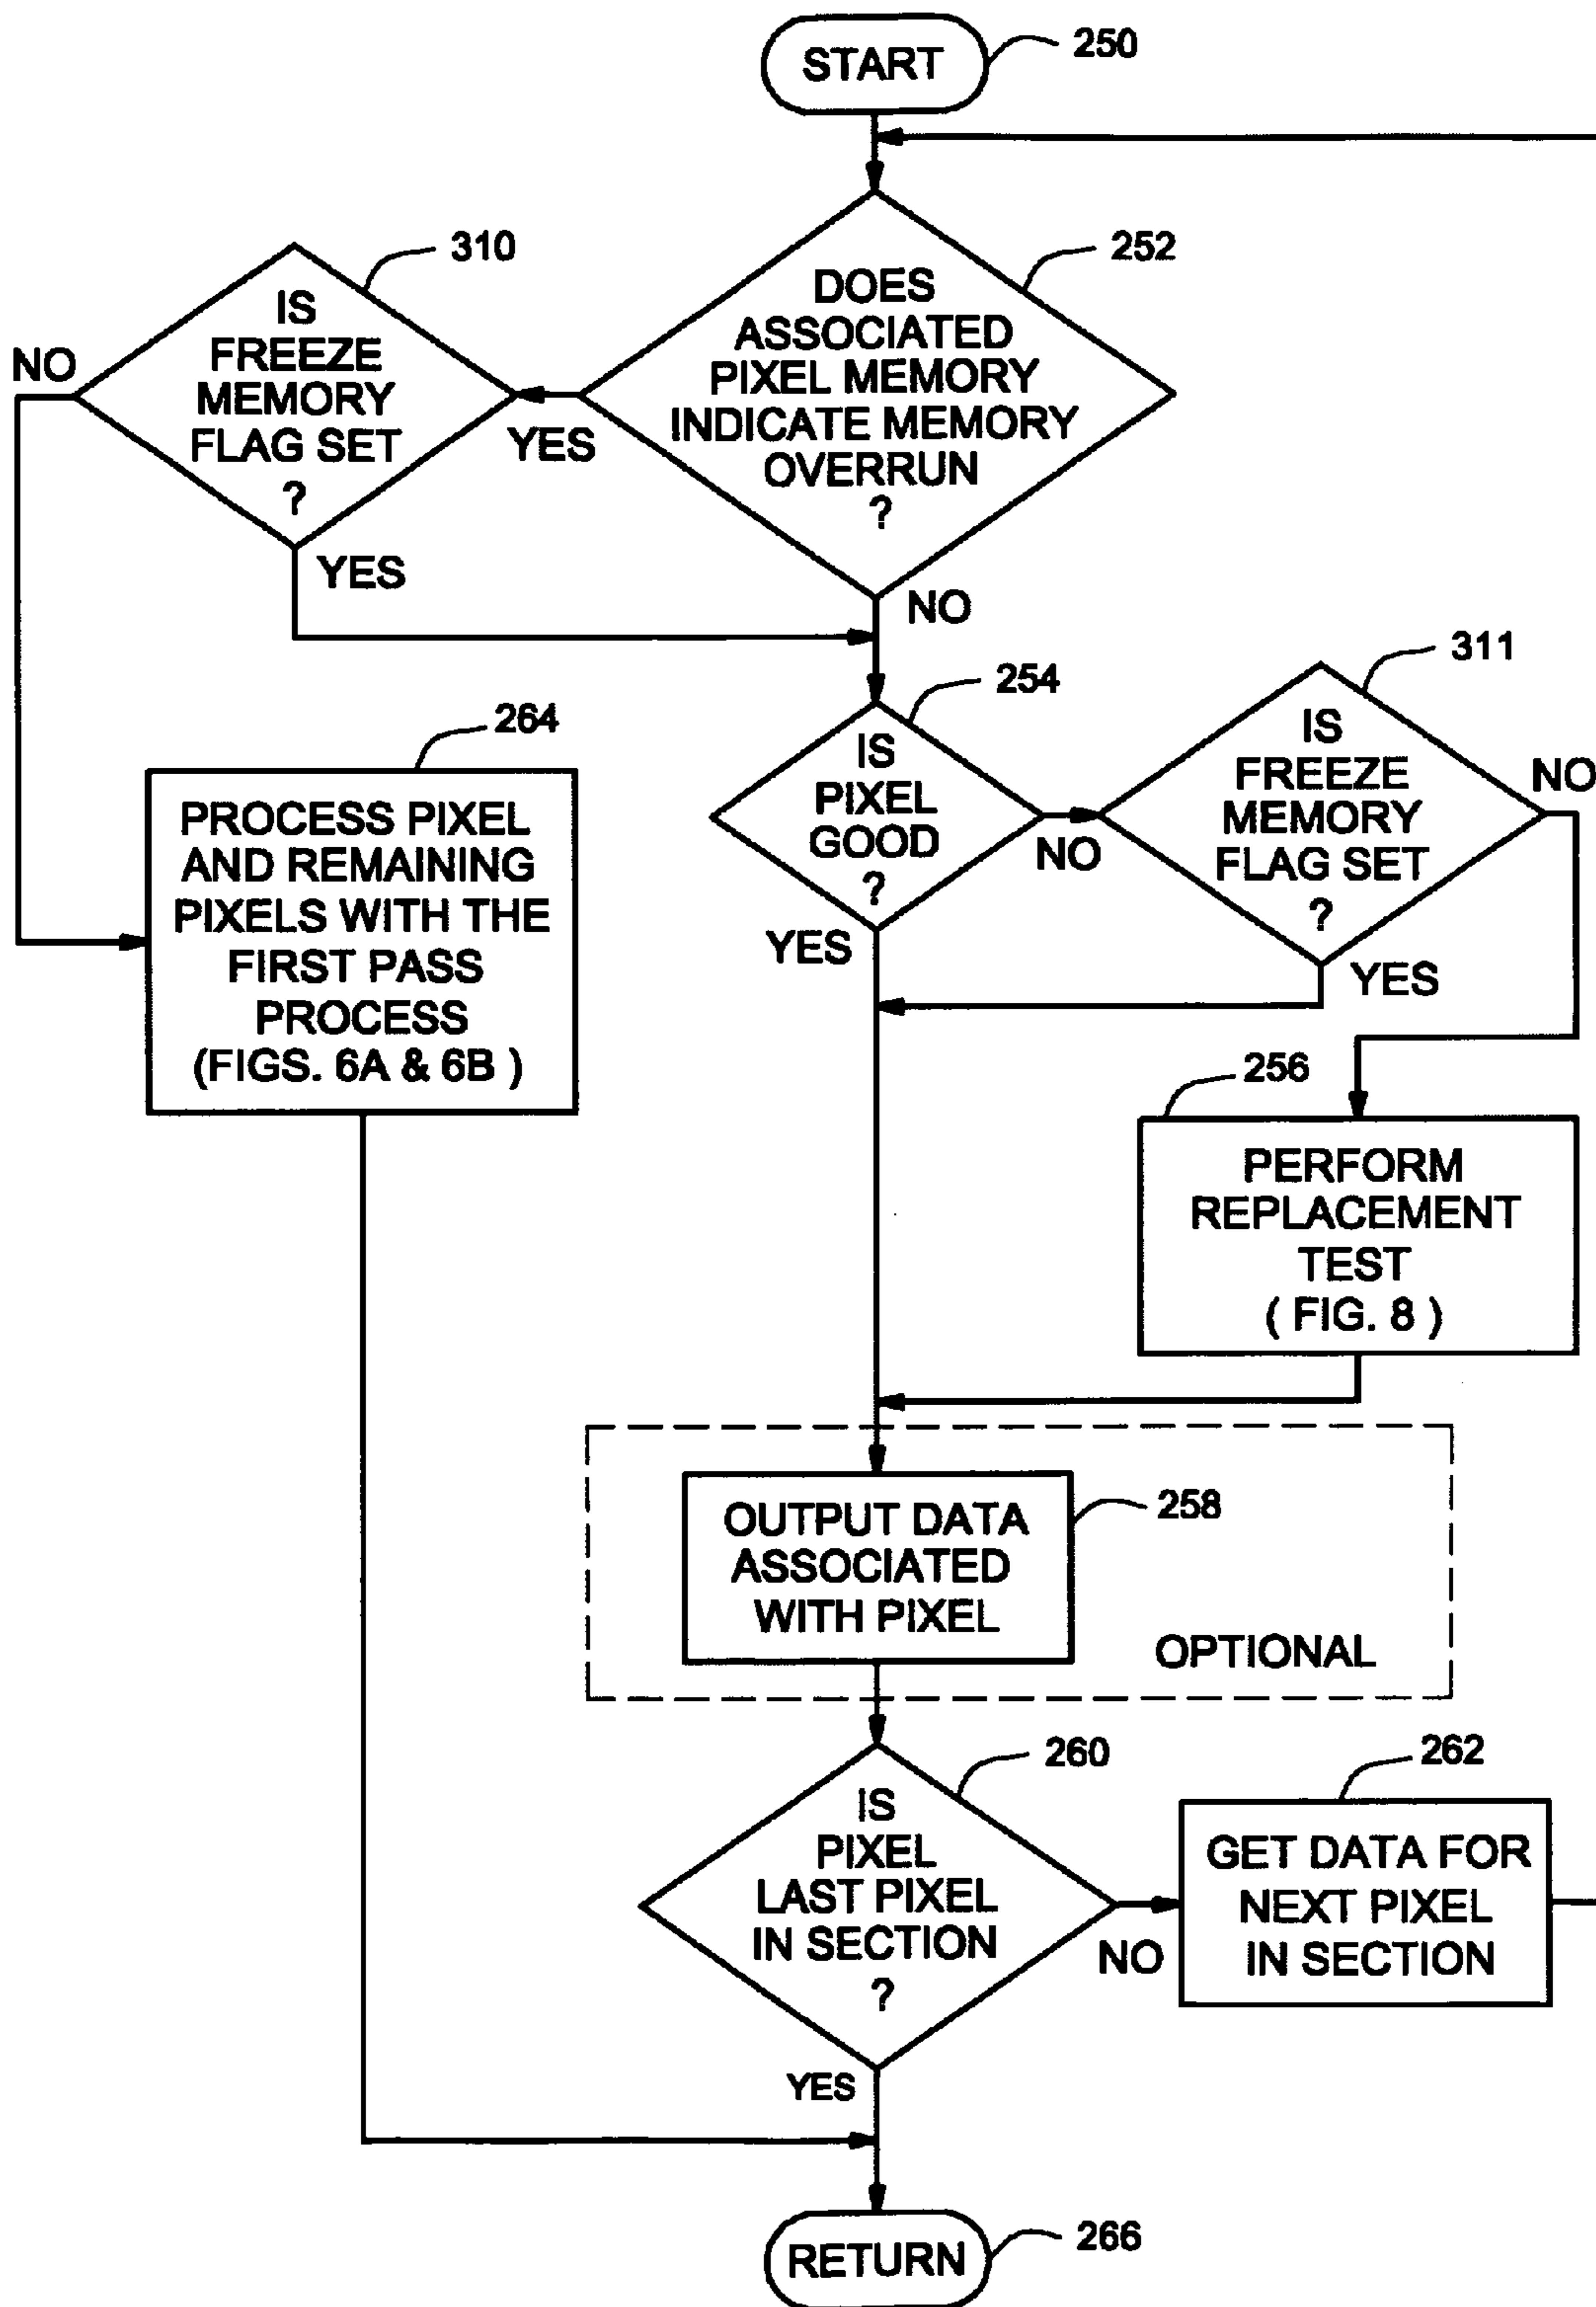 START
250
310
IS
FREEZE
MEMORY
FLAG SET
?
NO
YES
252
DOES
ASSOCIATED
PIXEL MEMORY
INDICATE MEMORY
OVERRUN
?
YES
NO
264
PROCESS PIXEL
AND REMAINING
PIXELS WITH THE
FIRST PASS
PROCESS
(FIGS. 6A & 6B )
254
IS
PIXEL
GOOD
?
NO
YES
311
IS
FREEZE
MEMORY
FLAG SET
?
NO
YES
256
PERFORM
REPLACEMENT
TEST
( FIG. 8 )
258
OUTPUT DATA
ASSOCIATED
WITH PIXEL
OPTIONAL
260
IS
PIXEL
LAST PIXEL
IN SECTION
?
NO
YES
262
GET DATA FOR
NEXT PIXEL
IN SECTION
RETURN
266